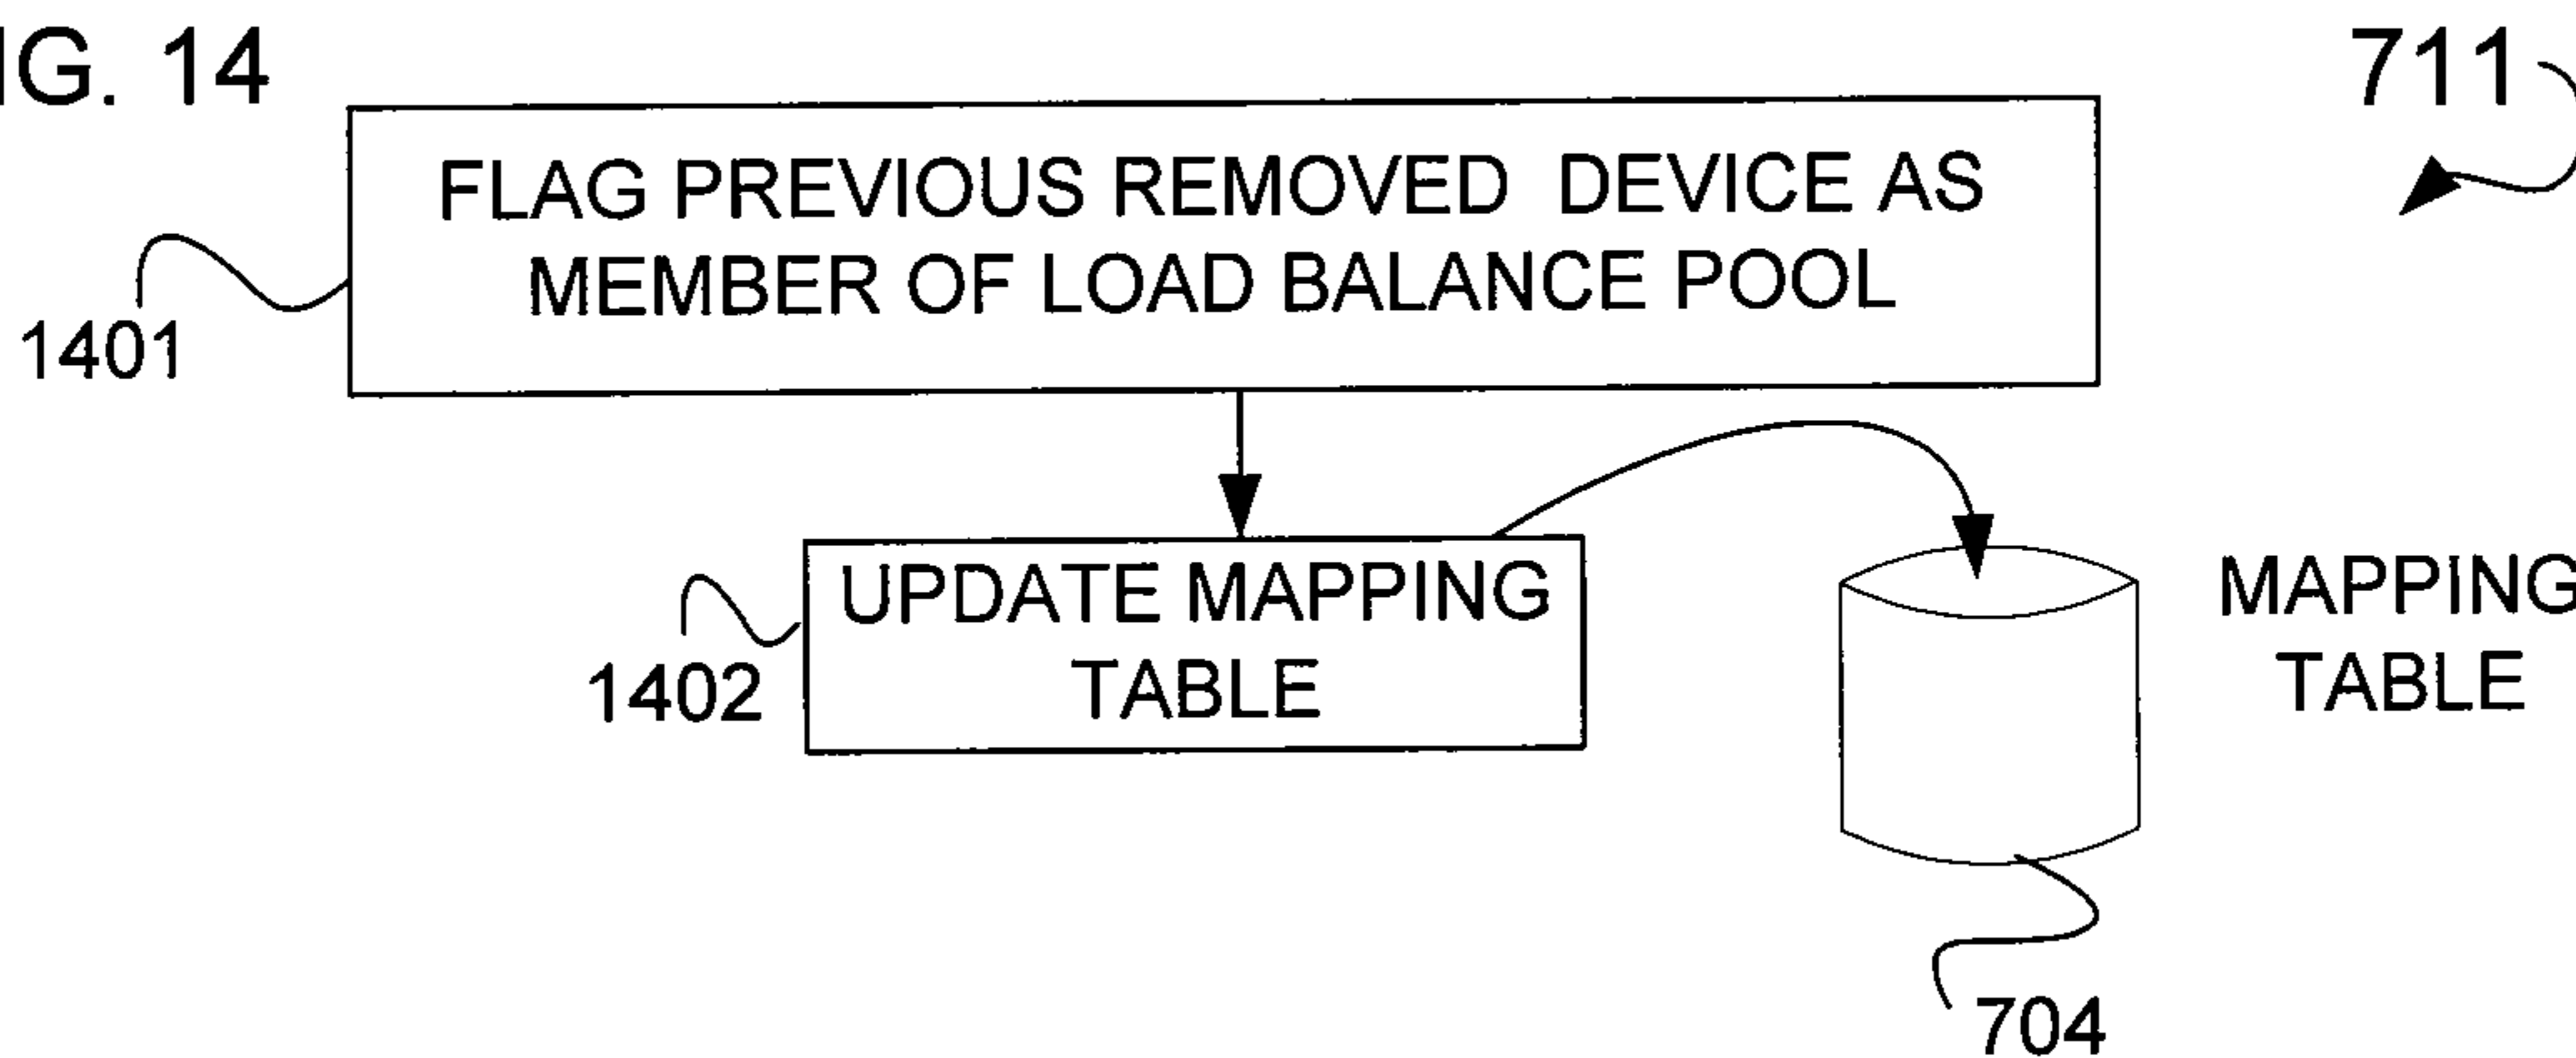 IG. 14
711
FLAG PREVIOUS REMOVED DEVICE AS
MEMBER OF LOAD BALANCE POOL
1401
UPDATE MAPPING
TABLE
1402
MAPPING
TABLE
704